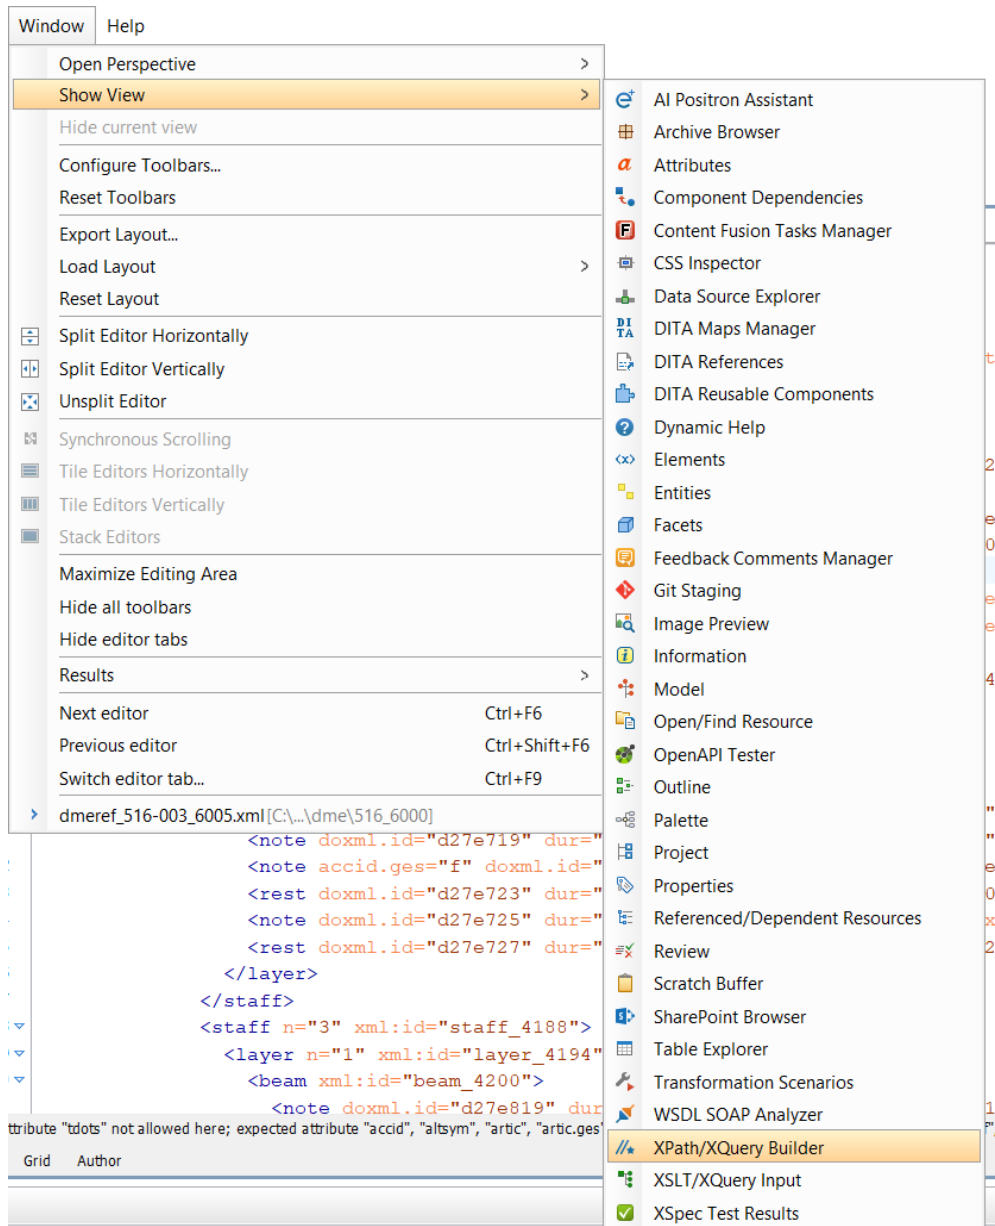 Window Help
Open Perspective
Show View
Hide current view
Configure Toolbars...
Reset Toolbars
Export Layout...
Load Layout
Reset Layout
Split Editor Horizontally
Split Editor Vertically
Unsplit Editor
Synchronous Scrolling
Tile Editors Horizontally
Tile Editors Vertically
Stack Editors
Maximize Editing Area
Hide all toolbars
Hide editor tabs
Results
Next editor Ctrl+F6
Previous editor Ctrl+Shift+F6
Switch editor tab... Ctrl+F9
dmeref_516-003_6005.xml [C:\...\dme\516_6000]
AI Positron Assistant
Archive Browser
Attributes
Component Dependencies
Content Fusion Tasks Manager
CSS Inspector
Data Source Explorer
DITA Maps Manager
DITA References
DITA Reusable Components
Dynamic Help
Elements
Entities
Facets
Feedback Comments Manager
Git Staging
Image Preview
Information
Model
Open/Find Resource
OpenAPI Tester
Outline
Palette
Project
Properties
Referenced/Dependent Resources
Review
Scratch Buffer
SharePoint Browser
Table Explorer
Transformation Scenarios
WSDL SOAP Analyzer
XPath/XQuery Builder
XSLT/XQuery Input
XSpec Test Results
<note doxml.id="d27e719" dur="
<note accid.ges="f" doxml.id="
<rest doxml.id="d27e723" dur="
<note doxml.id="d27e725" dur="
<rest doxml.id="d27e727" dur="
</layer>
</staff>
<staff n="3" xml:id="staff_4188">
<layer n="1" xml:id="layer_4194"
<beam xml:id="beam_4200">
<note doxml.id="d27e819" dur
ttribute "tdots" not allowed here; expected attribute "accid", "altsym", "artic", "artic.ges"
Grid Author